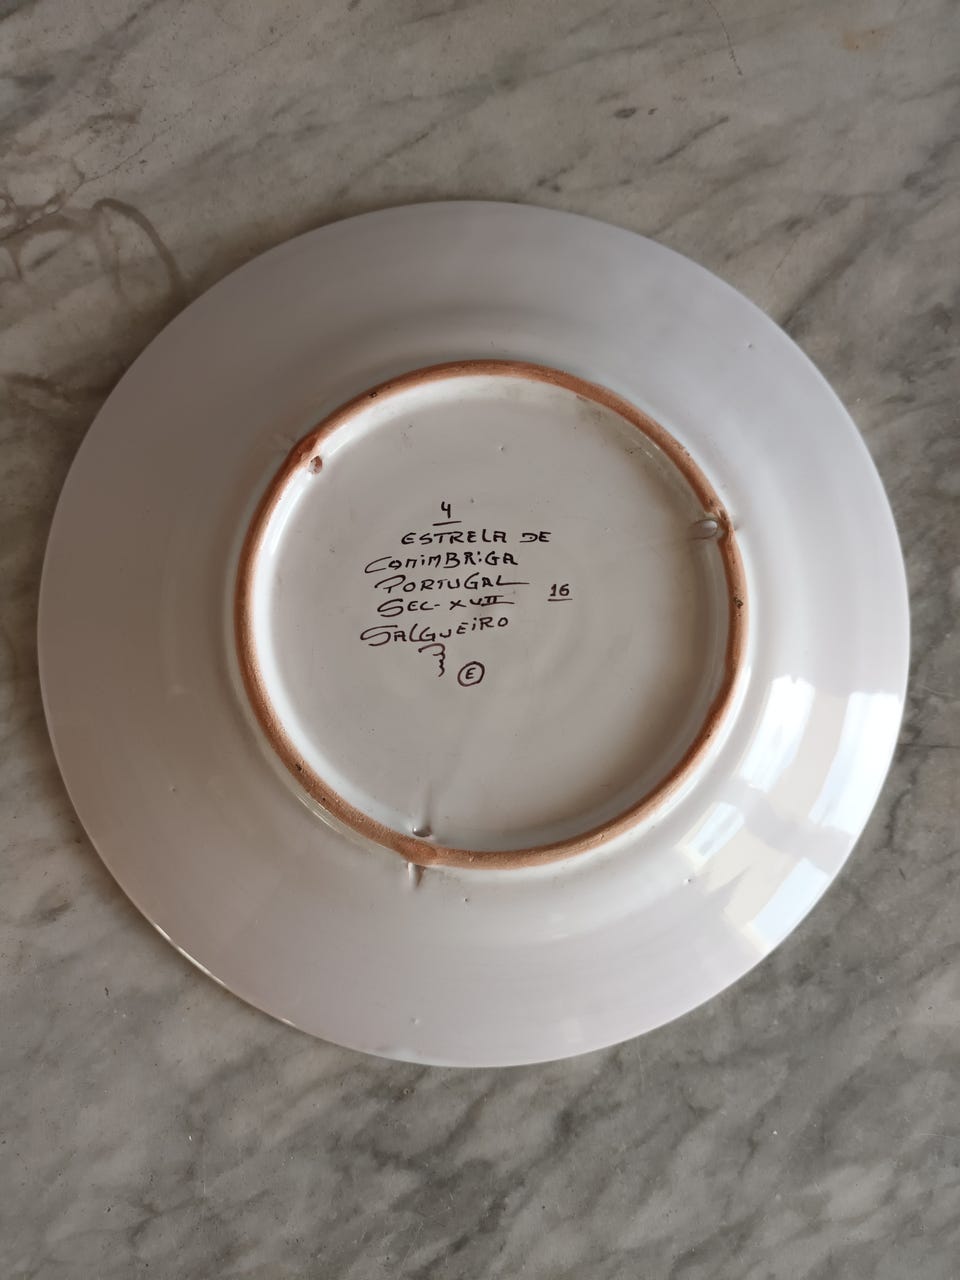 4
ESTRELA DE
CONIMBRIGA
PORTUGAL
SEC-XVII
16
SALGUEIRO
E